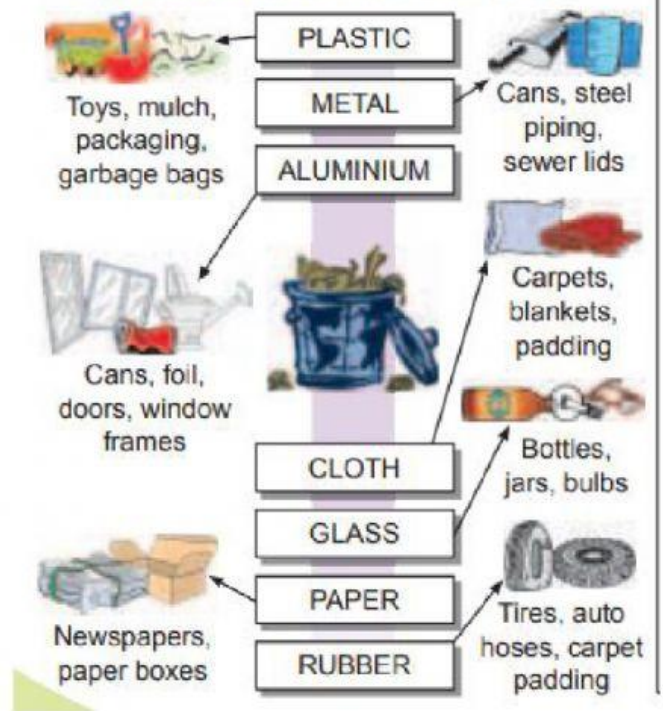 PLASTIC
Toys, mulch,
packaging,
garbage bags
METAL
Cans, steel
piping,
sewer lids
ALUMINIUM
Cans, foil,
doors, window
frames
Carpets,
blankets,
padding
CLOTH
Bottles,
jars, bulbs
GLASS
PAPER
Newspapers,
paper boxes
RUBBER
Tires, auto
hoses, carpet
padding